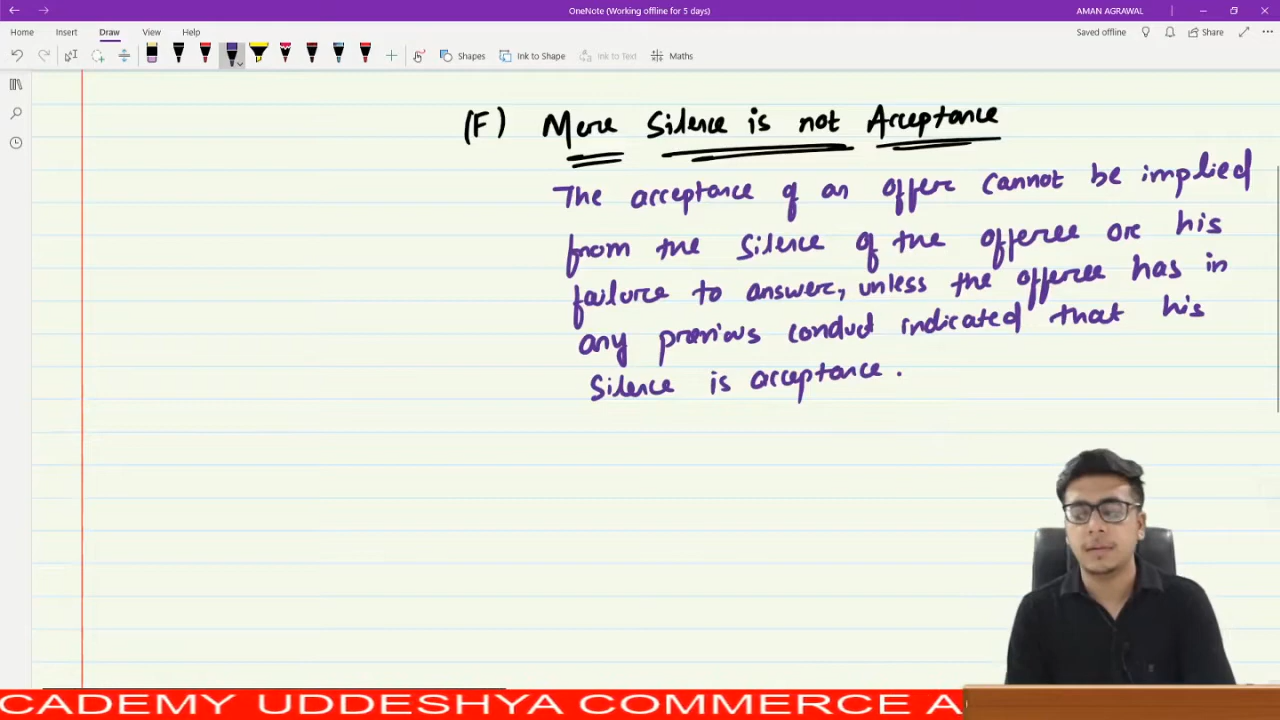 OneNote (Working offline for 5 days)
AMAN AGRAWAL
Home Insert Draw View Help
Saved offline
Share
Shapes
Ink to Shape
Ink to Text
Maths
(F) Mere Silence is not Acceptance
The acceptance of an offer cannot be implied
from the silence of the offeree or his
failure to answer, unless the offeree has in
any previous conduct indicated that his
Silence is acceptance.
CADEMY UDDESHYA COMMERCE A